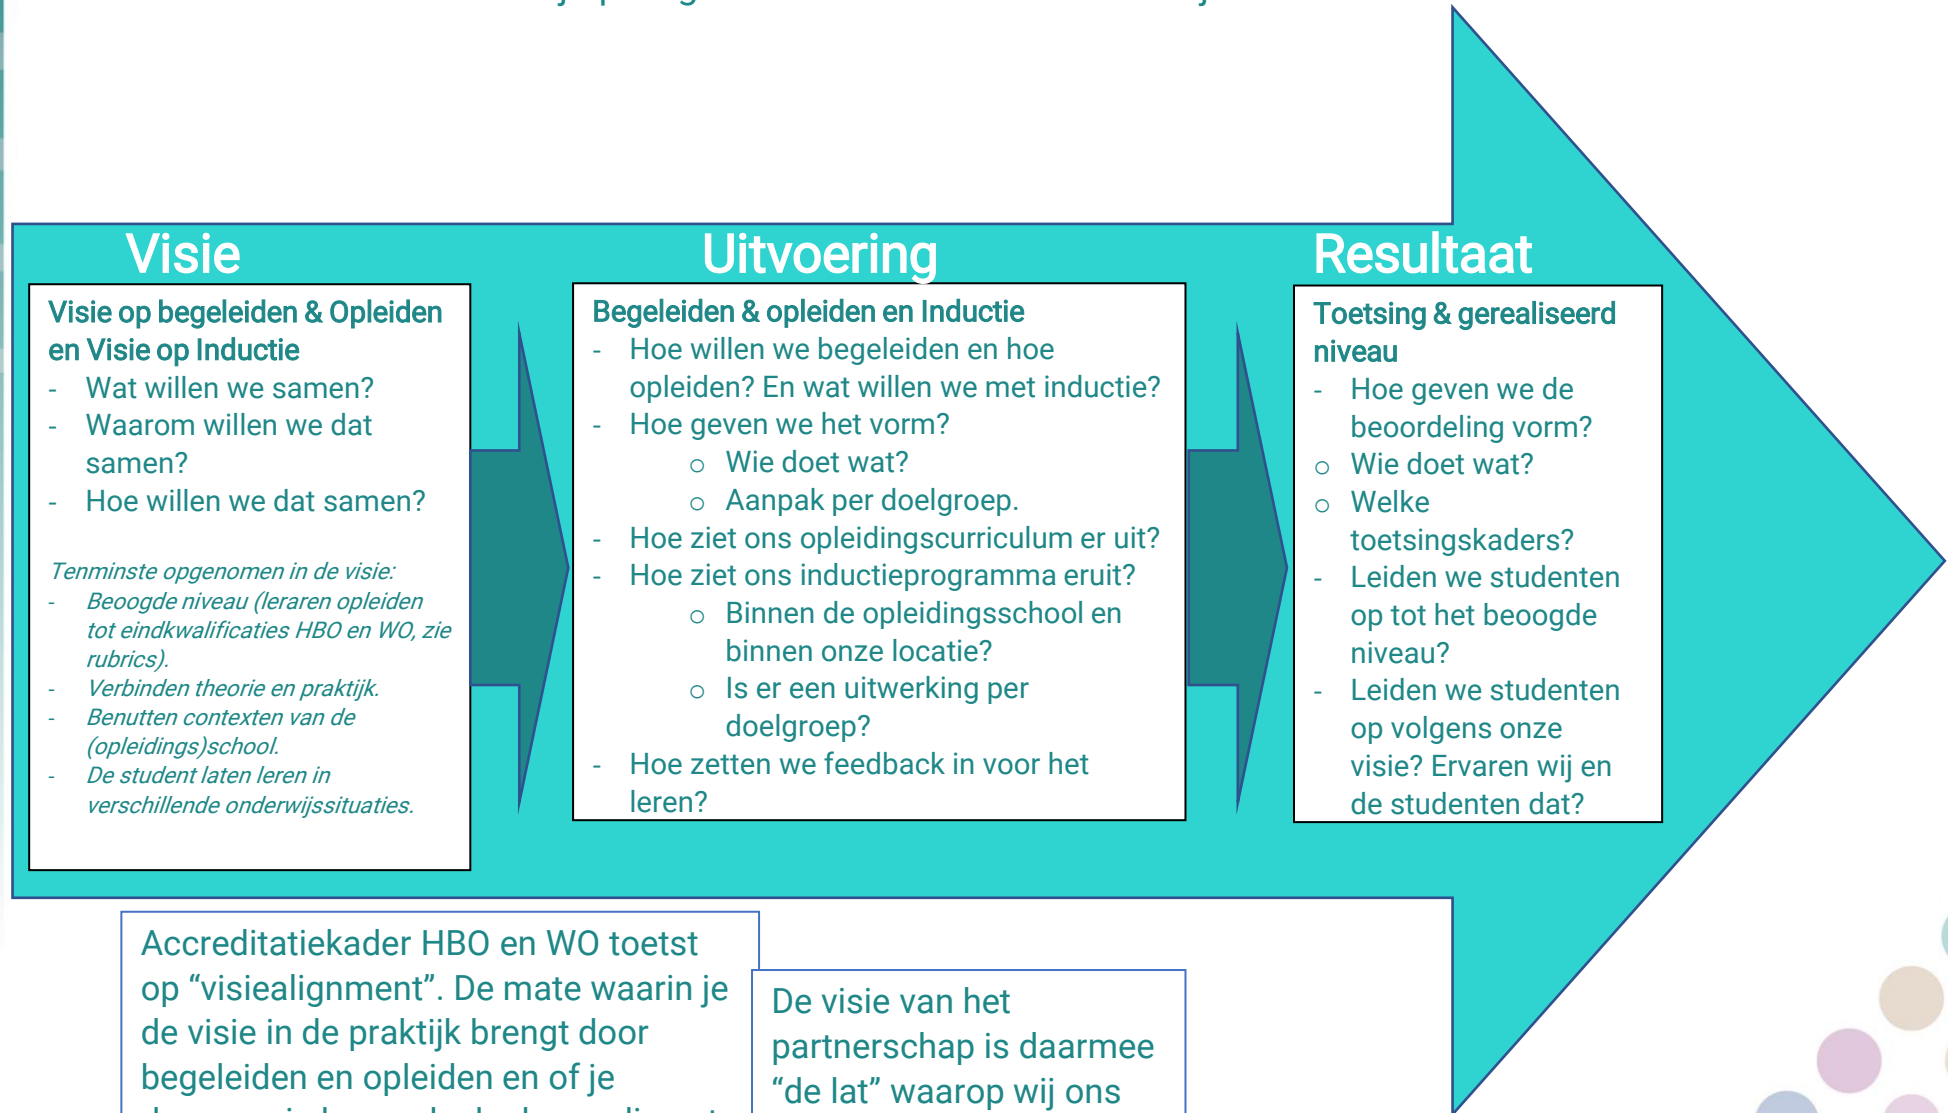 Visie
Visie op begeleiden & Opleiden
en Visie op Inductie
- Wat willen we samen?
- Waarom willen we dat
samen?
- Hoe willen we dat samen?
Tenminste opgenomen in de visie:
- Beoogde niveau (leraren opleiden
tot eindkwalificaties HBO en WO, zie
rubrics).
- Verbinden theorie en praktijk.
- Benutten contexten van de
(opleidings)school.
- De student laten leren in
verschillende onderwijssituaties.
Uitvoering
Begeleiden & opleiden en Inductie
- Hoe willen we begeleiden en hoe
opleiden? En wat willen we met inductie?
- Hoe geven we het vorm?
o Wie doet wat?
o Aanpak per doelgroep.
- Hoe ziet ons opleidingscurriculum er uit?
- Hoe ziet ons inductieprogramma eruit?
o Binnen de opleidingsschool en
binnen onze locatie?
o Is er een uitwerking per
doelgroep?
- Hoe zetten we feedback in voor het
leren?
Resultaat
Toetsing & gerealiseerd
niveau
- Hoe geven we de
beoordeling vorm?
o Wie doet wat?
o Welke
toetsingskaders?
- Leiden we studenten
op tot het beoogde
niveau?
- Leiden we studenten
op volgens onze
visie? Ervaren wij en
de studenten dat?
Accreditatiekader HBO en WO toetst
op “visiealignment”. De mate waarin je
de visie in de praktijk brengt door
begeleiden en opleiden en of je
De visie van het
partnerschap is daarmee
“de lat” waarop wij ons